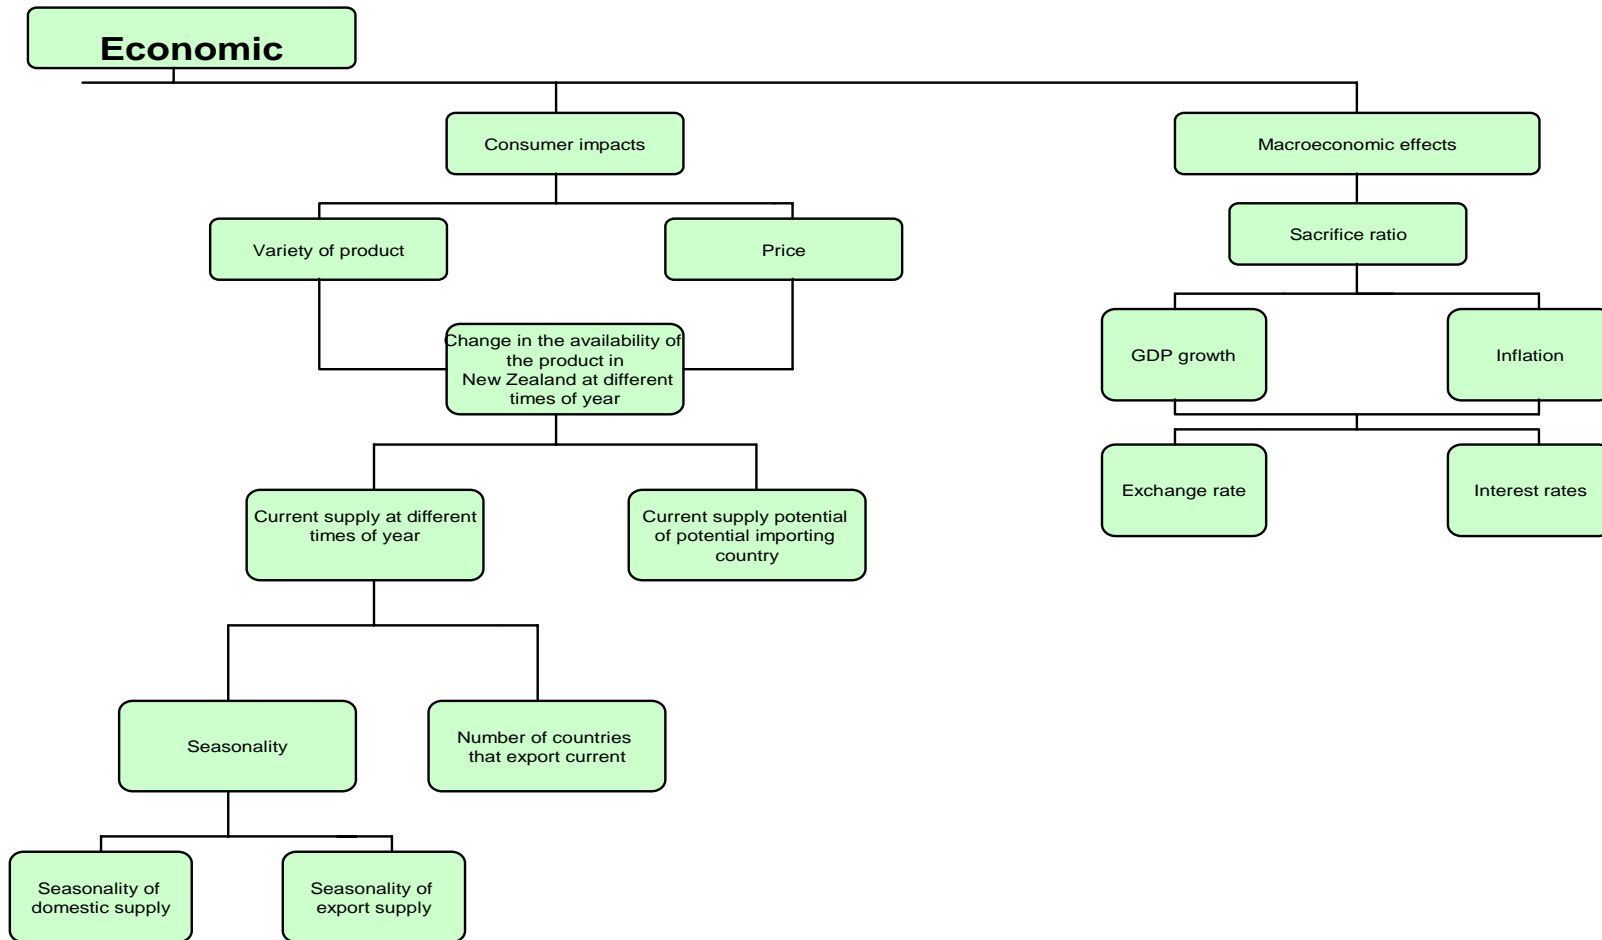 Economic
Consumer impacts
Macroeconomic effects
Variety of product
Price
Sacrifice ratio
Change in the availability of
the product in
New Zealand at different
times of year
GDP growth
Inflation
Exchange rate
Interest rates
Current supply at different
times of year
Current supply potential
of potential importing
country
Seasonality
Number of countries
that export current
Seasonality of
domestic supply
Seasonality of
export supply